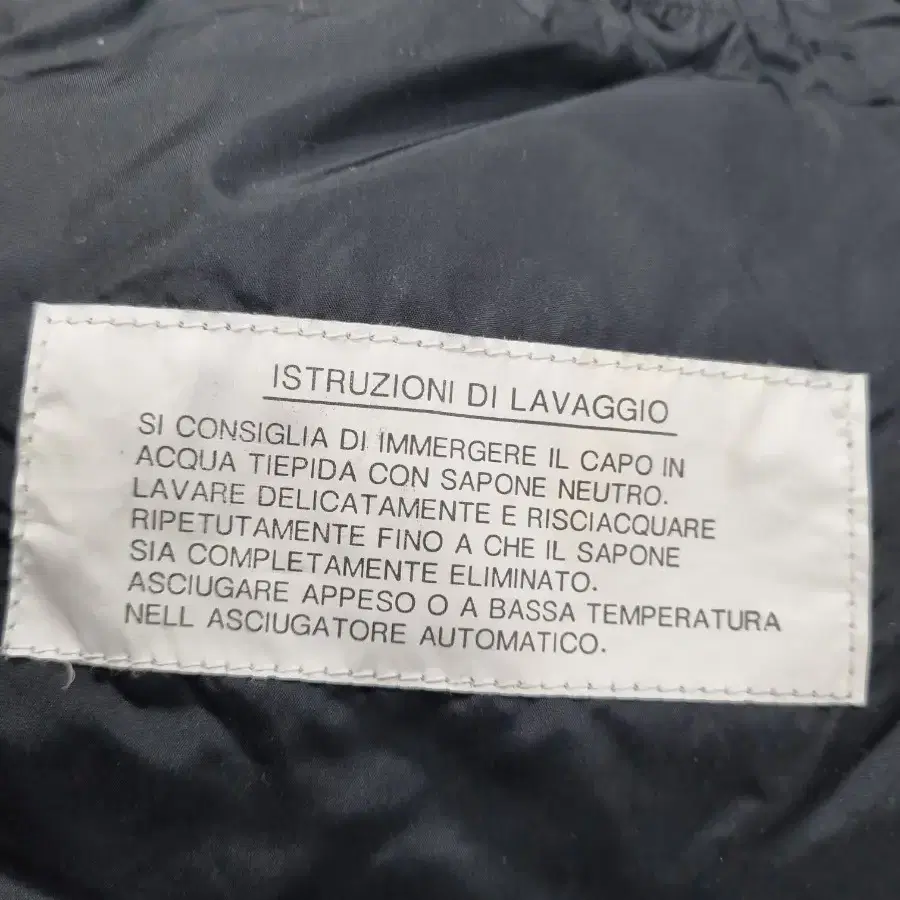 ISTRUZIONI DI LAVAGGIO
SI CONSIGLIA DI IMMERGERE IL CAPO IN
ACQUA TIEPIDA CON SAPONE NEUTRO.
LAVARE DELICATAMENTE E RISCIACQUARE
RIPETUTAMENTE FINO A CHE IL SAPONE
SIA COMPLETAMENTE ELIMINATO.
ASCIUGARE APPESO O A BASSA TEMPERATURA
NELL ASCIUGATORE AUTOMATICO.